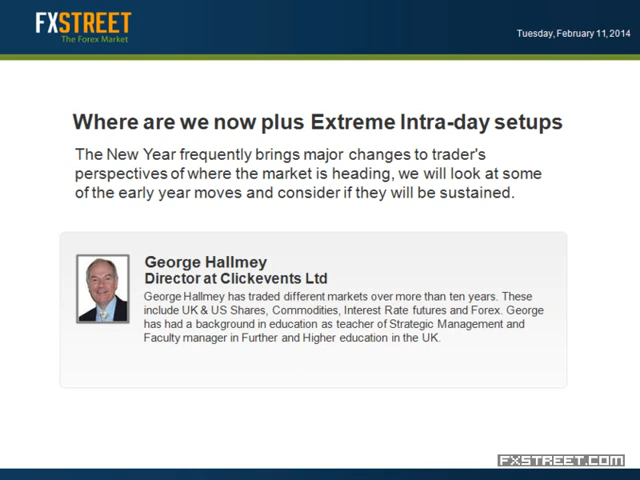 FXSTREET
The Forex Market
Tuesday, February 11, 2014
Where are we now plus Extreme Intra-day setups
The New Year frequently brings major changes to trader's
perspectives of where the market is heading, we will look at some
of the early year moves and consider if they will be sustained.
George Hallmey
Director at Clickevents Ltd
George Hallmey has traded different markets over more than ten years. These
include UK & US Shares, Commodities, Interest Rate futures and Forex. George
has had a background in education as teacher of Strategic Management and
Faculty manager in Further and Higher education in the UK.
FXSTREET.COM